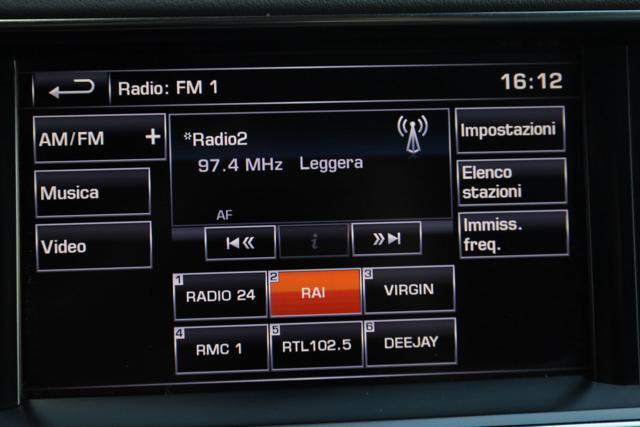 Radio: FM 1
16:12
AM/FM +
Musica
Video
*Radio2
97.4 MHz Leggera
AF
Impostazioni
Elenco
stazioni
Immiss.
freq.
i
1 RADIO 24
2 RAI
3 VIRGIN
4 RMC 1
5 RTL102.5
6 DEEJAY